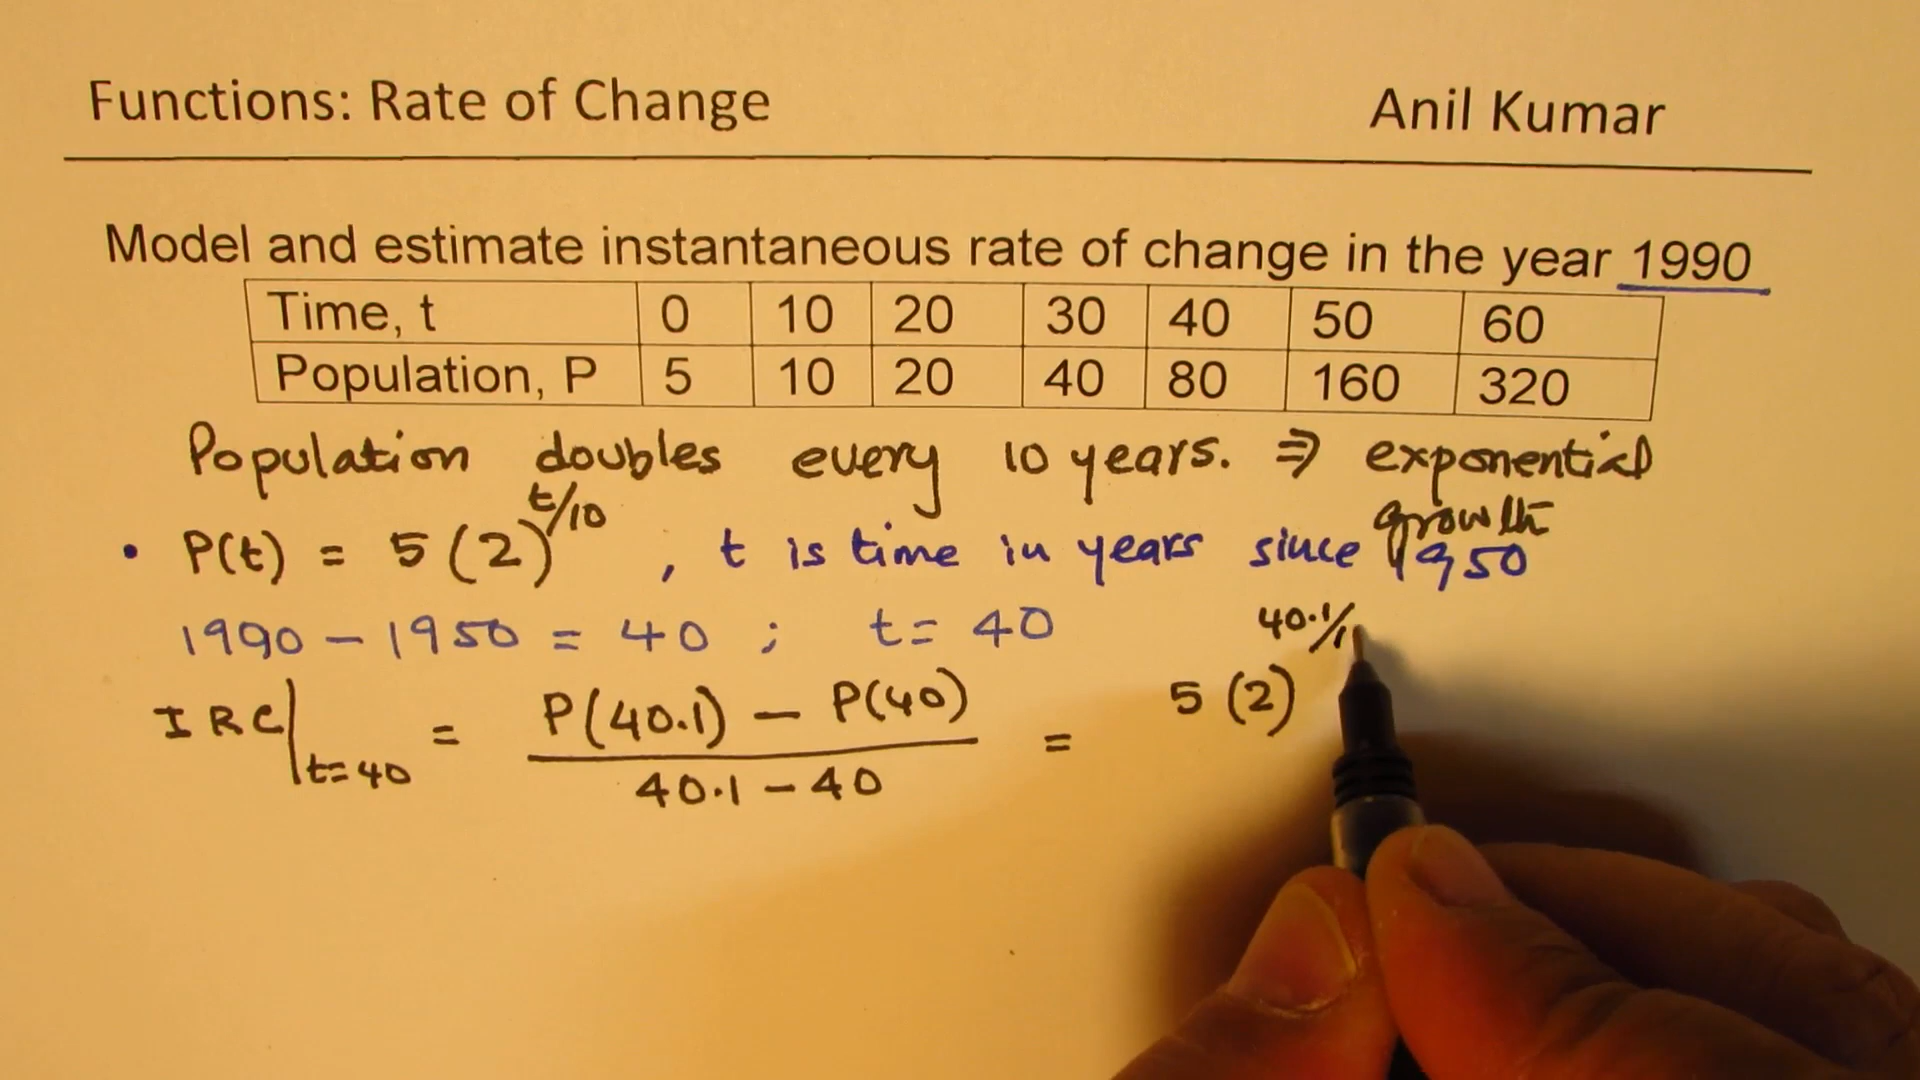 Functions: Rate of Change Anil Kumar
Model and estimate instantaneous rate of change in the year 1990
Time, t 0 10 20 30 40 50 60
Population, P 5 10 20 40 80 160 320
Population doubles every 10 years. ⇒ exponential growth
• P(t) = 5 (2)^t/10 , t is time in years since 1950
1990 – 1950 = 40 ; t = 40
IRC|t=40 = P(40.1) – P(40) / 40.1 – 40 = 5 (2)^40.1/1